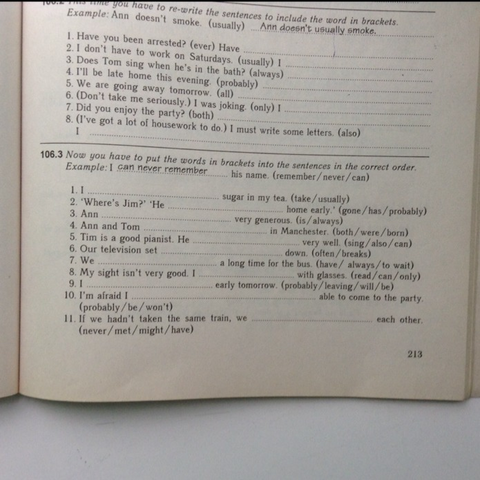 106.2 This time you have to re-write the sentences to include the word in brackets.
Example: Ann doesn't smoke. (usually) Ann doesn't usually smoke.
1. Have you been arrested? (ever) Have
2. I don't have to work on Saturdays. (usually) I
3. Does Tom sing when he's in the bath? (always)
4. I'll be late home this evening. (probably)
5. We are going away tomorrow. (all)
6. (Don't take me seriously.) I was joking. (only) I
7. Did you enjoy the party? (both)
8. (I've got a lot of housework to do.) I must write some letters. (also)
I
106.3 Now you have to put the words in brackets into the sentences in the correct order.
Example: I can never remember his name. (remember/never/can)
1. I sugar in my tea. (take/usually)
2. 'Where's Jim?' 'He home early.' (gone/has/probably)
3. Ann very generous. (is/always)
4. Ann and Tom in Manchester. (both/were/born)
5. Tim is a good pianist. He very well. (sing/also/can)
6. Our television set down. (often/breaks)
7. We a long time for the bus. (have/always/to wait)
8. My sight isn't very good. I with glasses. (read/can/only)
9. I early tomorrow. (probably/leaving/will/be)
10. I'm afraid I able to come to the party.
(probably/be/won't)
11. If we hadn't taken the same train, we each other.
(never/met/might/have)
213